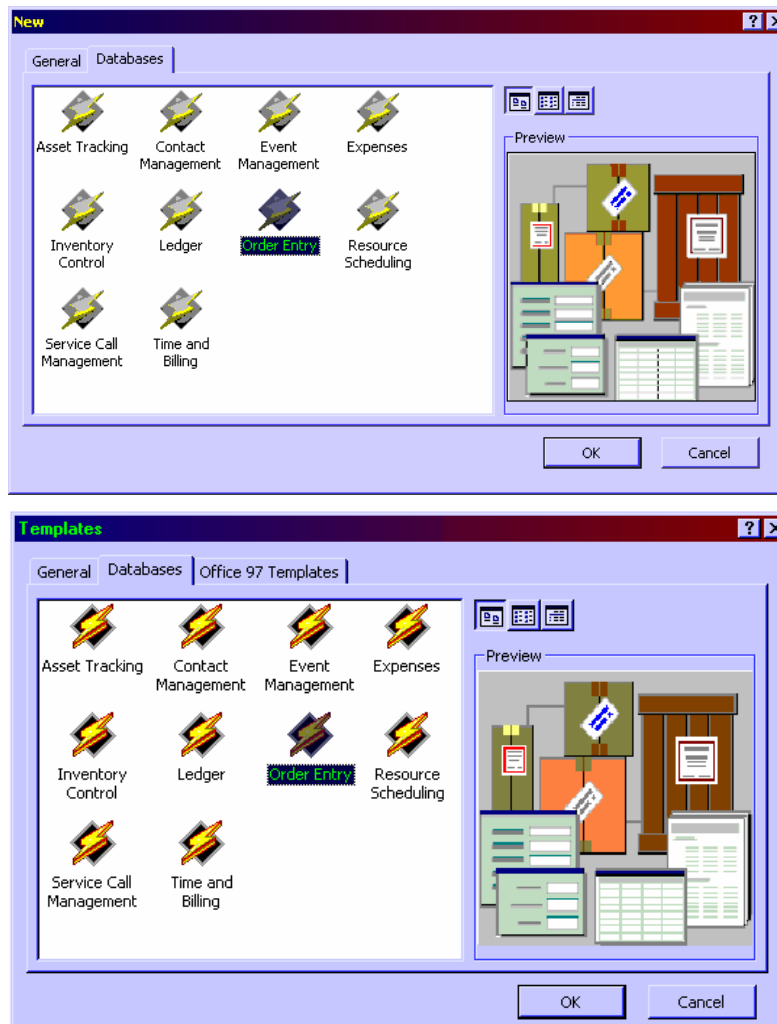 New
General Databases
Asset Tracking Contact Management Event Management Expenses
Preview
Inventory Control Ledger Order Entry Resource Scheduling
Service Call Management Time and Billing
OK Cancel
Templates
General Databases Office 97 Templates
Asset Tracking Contact Management Event Management Expenses
Preview
Inventory Control Ledger Order Entry Resource Scheduling
Service Call Management Time and Billing
OK Cancel